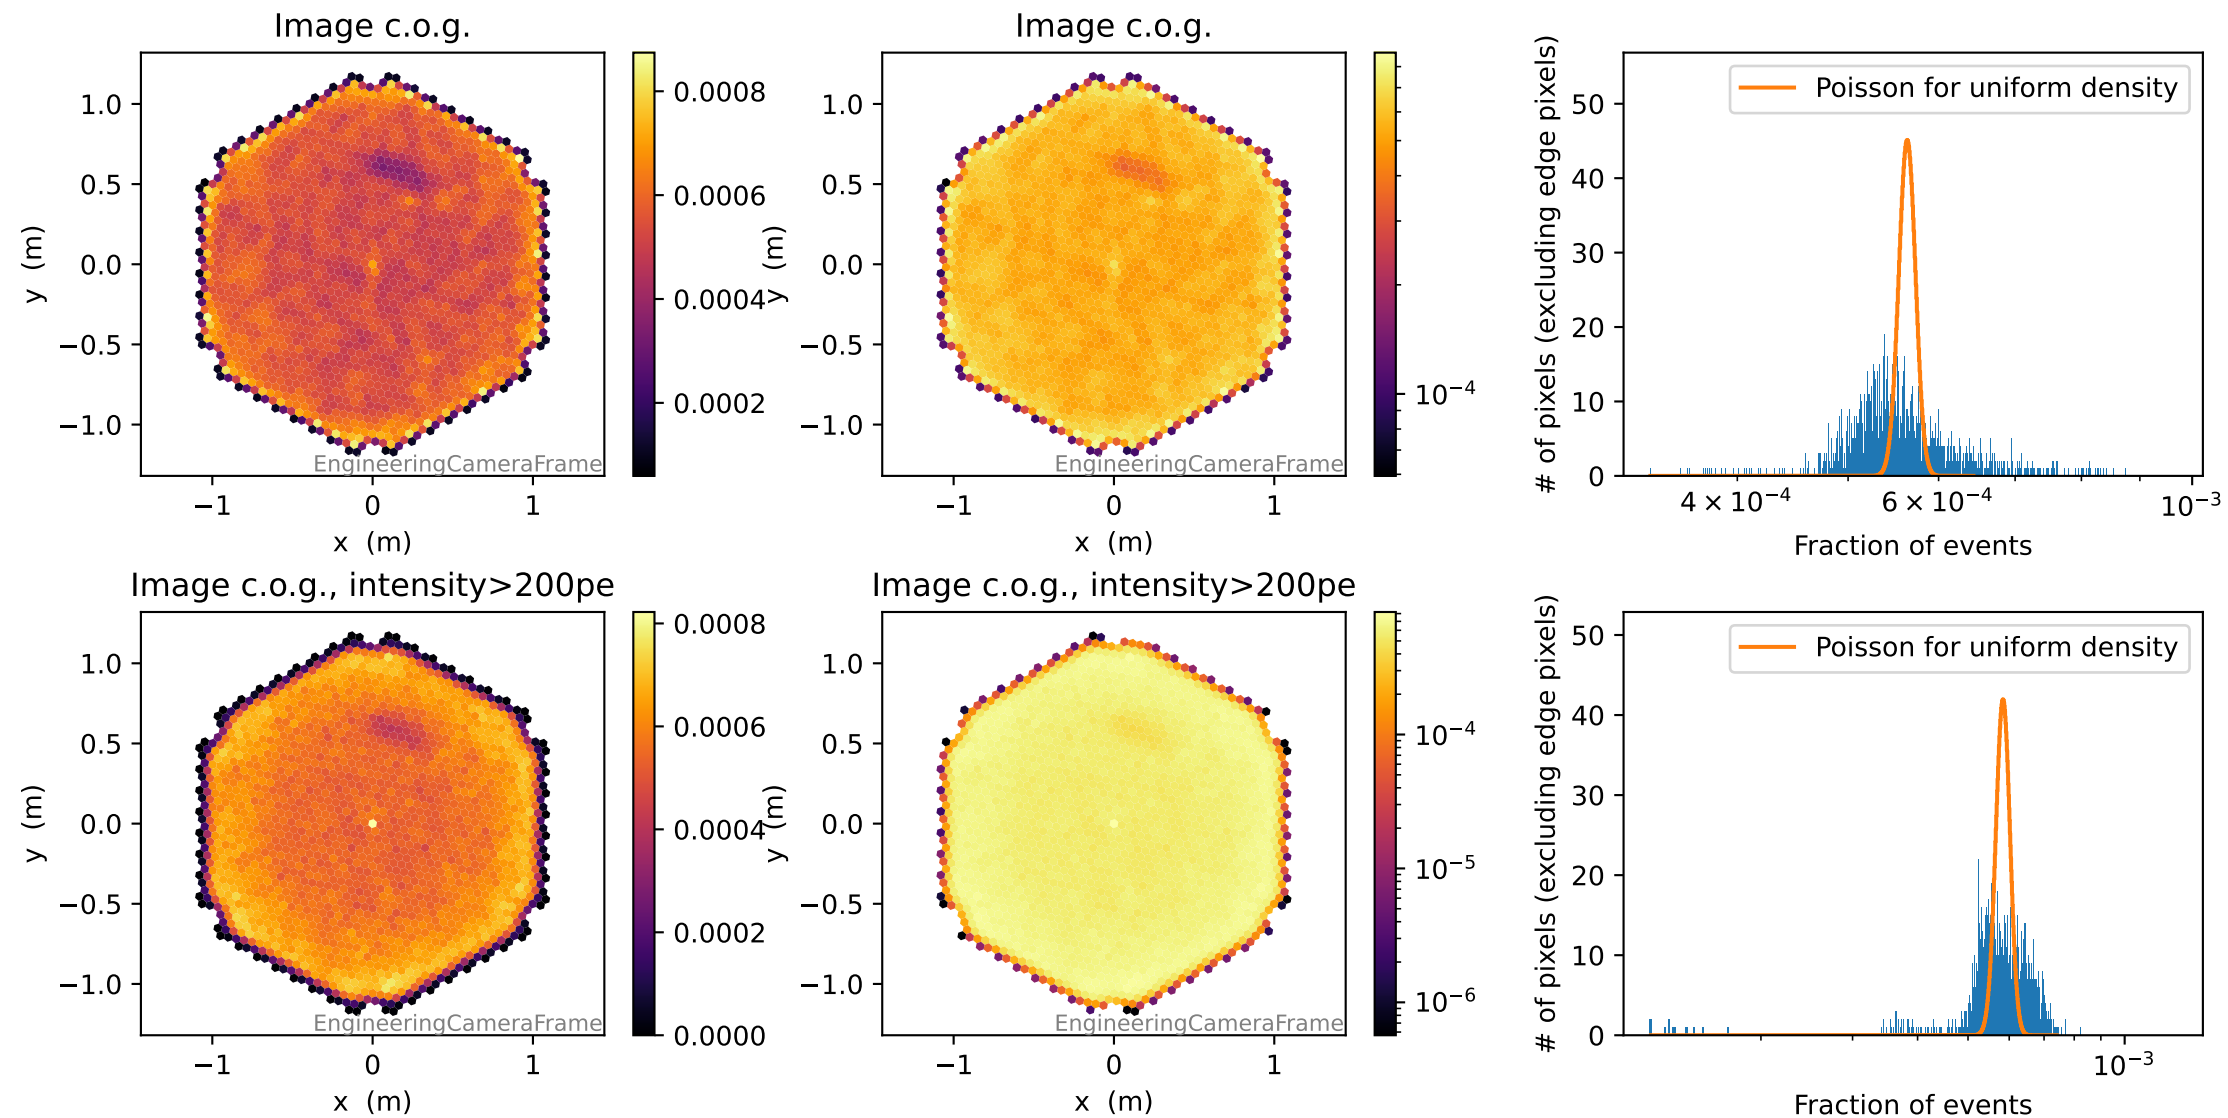 Image c.o.g.
1.0
0.5
0.0
−0.5
−1.0
y (m)
−1
0
1
x (m)
EngineeringCameraFrame
0.0008
0.0006
0.0004
0.0002
Image c.o.g.
1.0
0.5
0.0
−0.5
−1.0
y (m)
−1
0
1
x (m)
EngineeringCameraFrame
10⁻⁴
Poisson for uniform density
50
40
30
20
10
0
# of pixels (excluding edge pixels)
4 × 10⁻⁴
6 × 10⁻⁴
10⁻³
Fraction of events
Image c.o.g., intensity>200pe
1.0
0.5
0.0
−0.5
−1.0
y (m)
−1
0
1
x (m)
EngineeringCameraFrame
0.0008
0.0006
0.0004
0.0002
0.0000
Image c.o.g., intensity>200pe
1.0
0.5
0.0
−0.5
−1.0
y (m)
−1
0
1
x (m)
EngineeringCameraFrame
10⁻⁴
10⁻⁵
10⁻⁶
Poisson for uniform density
50
40
30
20
10
0
# of pixels (excluding edge pixels)
10⁻³
Fraction of events